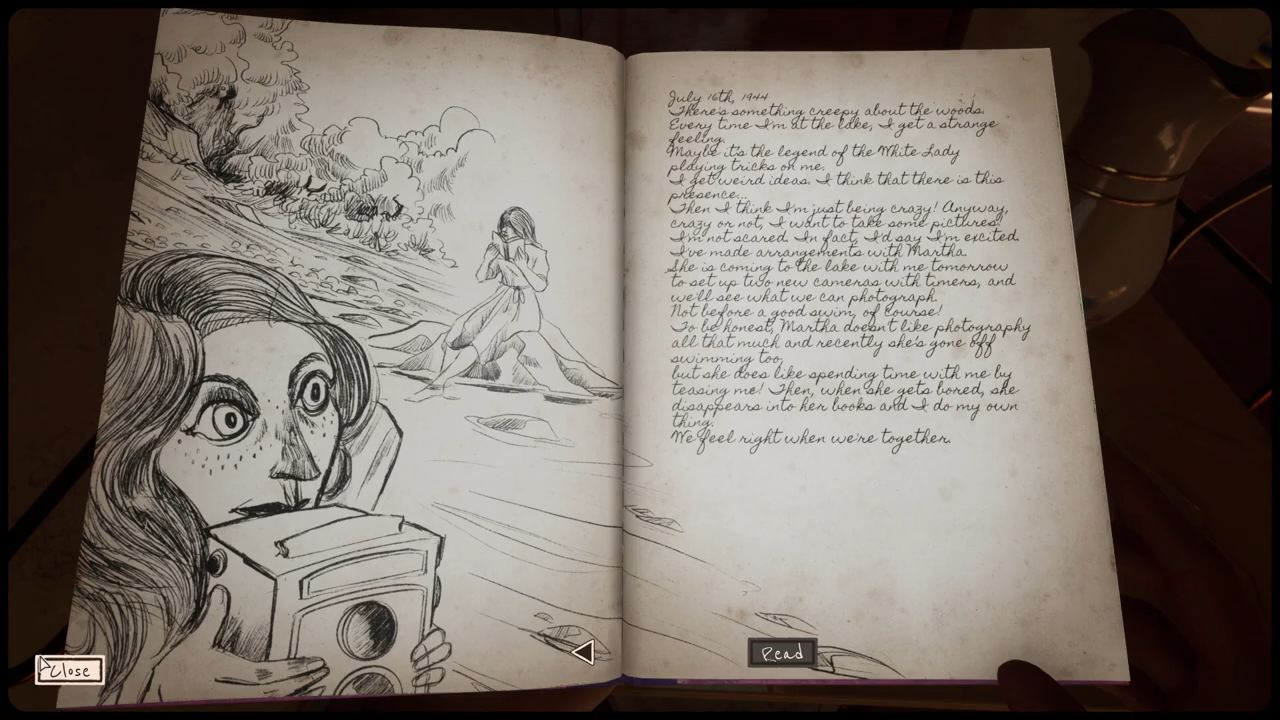 July 16th, 1944
There's something creepy about the woods.
Every time I'm at the lake, I get a strange
feeling.
Maybe it's the legend of the White Lady
playing tricks on me.
I get weird ideas. I think that there is this
presence...
Then I think I'm just being crazy! Anyway,
crazy or not, I want to take some pictures.
I'm not scared. In fact, I'd say I'm excited.
I've made arrangements with Martha.
She is coming to the lake with me tomorrow
to set up two new cameras with timers, and
we'll see what we can photograph.
Not before a good swim, of course!
To be honest, Martha doesn't like photography
all that much and recently she's gone off
swimming too,
but she does like spending time with me by
teasing me! Then, when she gets bored, she
disappears into her books and I do my own
thing.
We feel right when we're together.
Read
Close